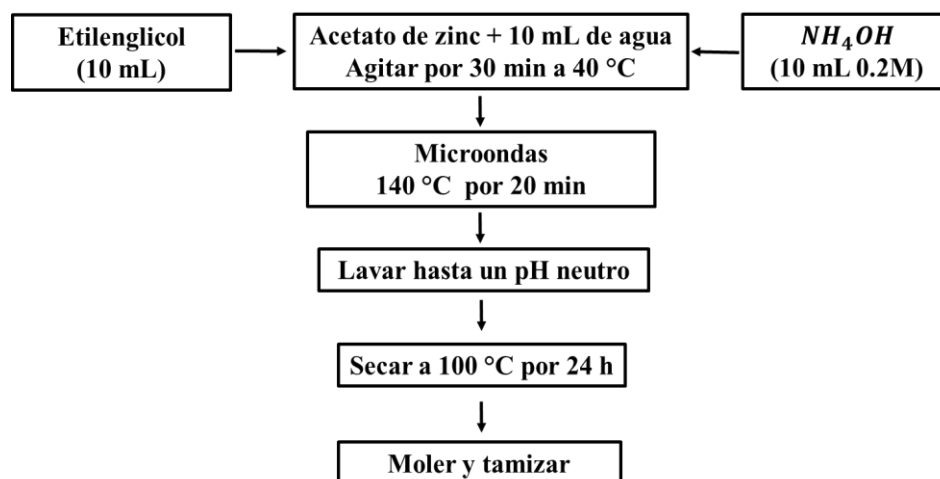 Etilenglicol
(10 mL)
Acetato de zinc + 10 mL de agua
Agitar por 30 min a 40 °C
NH₄OH
(10 mL 0.2M)
Microondas
140 °C por 20 min
Lavar hasta un pH neutro
Secar a 100 °C por 24 h
Moler y tamizar